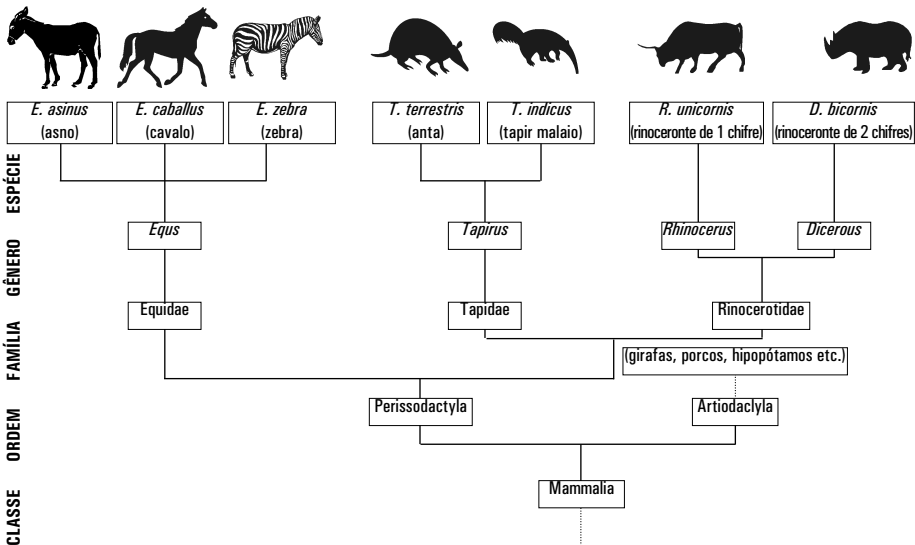 E. asinus
(asno)
E. caballus
(cavalo)
E. zebra
(zebra)
T. terrestris
(anta)
T. indicus
(tapir malaio)
R. unicornis
(rinoceronte de 1 chifre)
D. bicornis
(rinoceronte de 2 chifres)
ESPÉCIE
Equs
Tapirus
Rhinocerus
Dicerous
GÊNERO
Equidae
Tapidae
Rinocerotidae
FAMÍLIA
(girafas, porcos, hipopótamos etc.)
Perissodactyla
Artiodaclyla
ORDEM
Mammalia
CLASSE